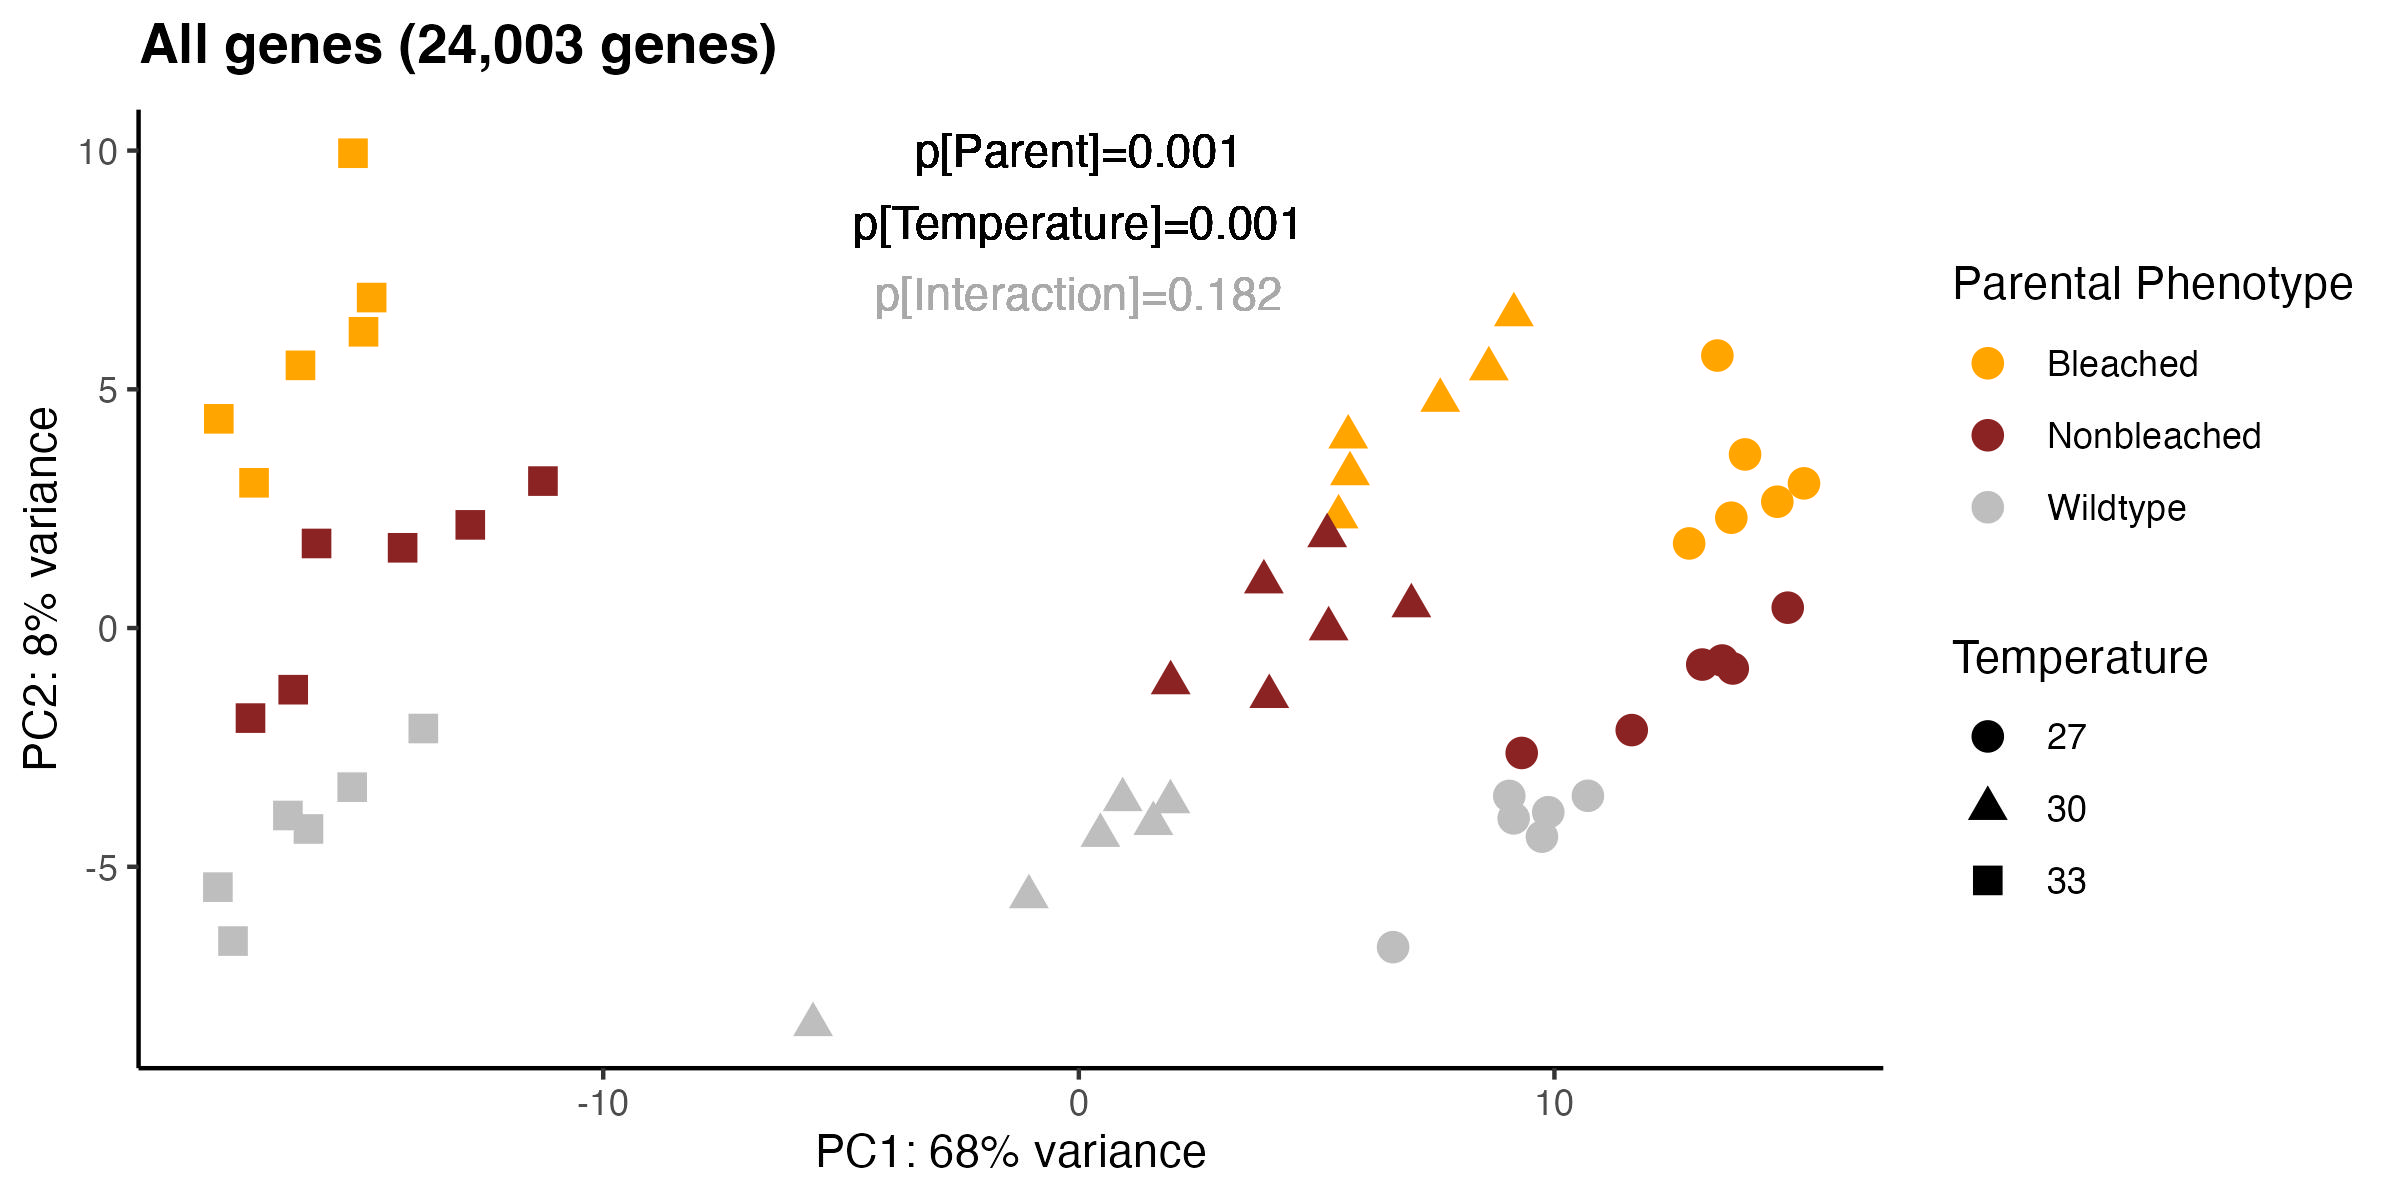 All genes (24,003 genes)
p[Parent]=0.001
p[Temperature]=0.001
p[Interaction]=0.182
10
5
0
-5
PC2: 8% variance
-10
0
10
PC1: 68% variance
Parental Phenotype
Bleached
Nonbleached
Wildtype
Temperature
27
30
33